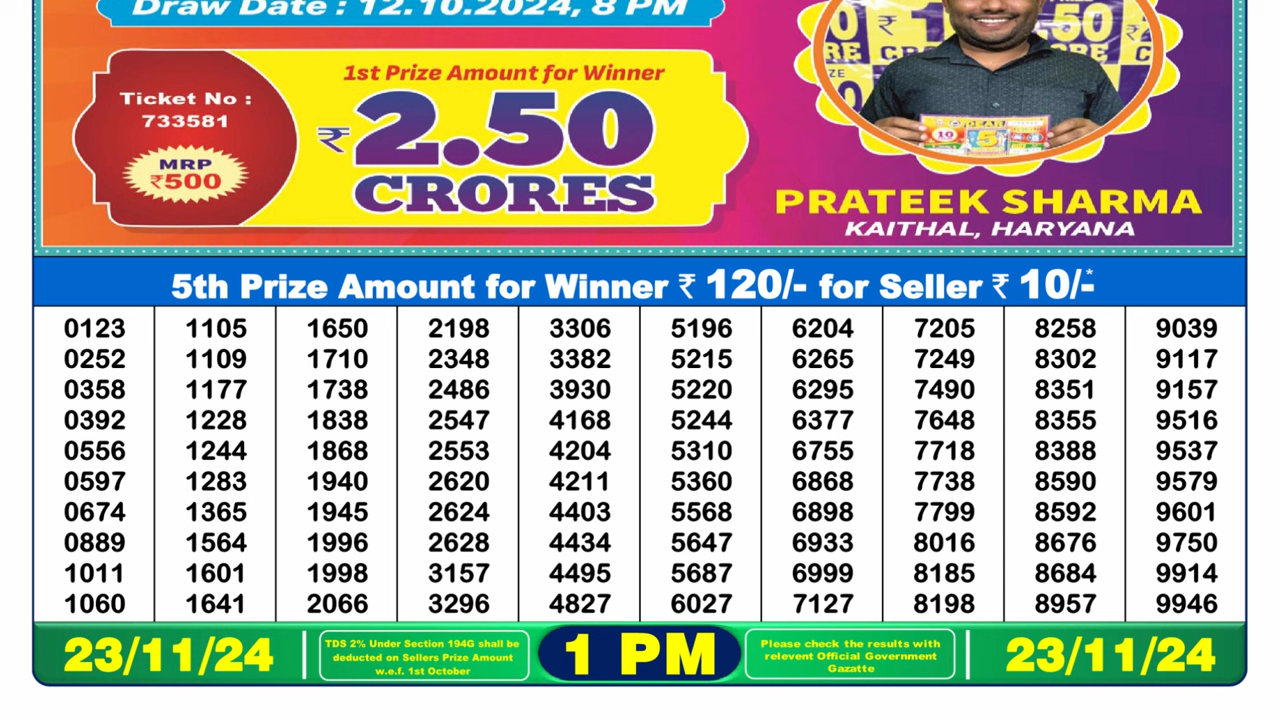 Draw Date : 12.10.2024, 8 PM
Ticket No :
733581
MRP
₹500
1st Prize Amount for Winner
₹2.50
CRORES
PRATEEK SHARMA
KAITHAL, HARYANA
5th Prize Amount for Winner ₹ 120/- for Seller ₹ 10/-*
0123 1105 1650 2198 3306 5196 6204 7205 8258 9039
0252 1109 1710 2348 3382 5215 6265 7249 8302 9117
0358 1177 1738 2486 3930 5220 6295 7490 8351 9157
0392 1228 1838 2547 4168 5244 6377 7648 8355 9516
0556 1244 1868 2553 4204 5310 6755 7718 8388 9537
0597 1283 1940 2620 4211 5360 6868 7738 8590 9579
0674 1365 1945 2624 4403 5568 6898 7799 8592 9601
0889 1564 1996 2628 4434 5647 6933 8016 8676 9750
1011 1601 1998 3157 4495 5687 6999 8185 8684 9914
1060 1641 2066 3296 4827 6027 7127 8198 8957 9946
23/11/24
TDS 2% Under Section 194G shall be
deducted on Sellers Prize Amount
w.e.f. 1st October
1 PM
Please check the results with
relevent Official Government
Gazatte
23/11/24